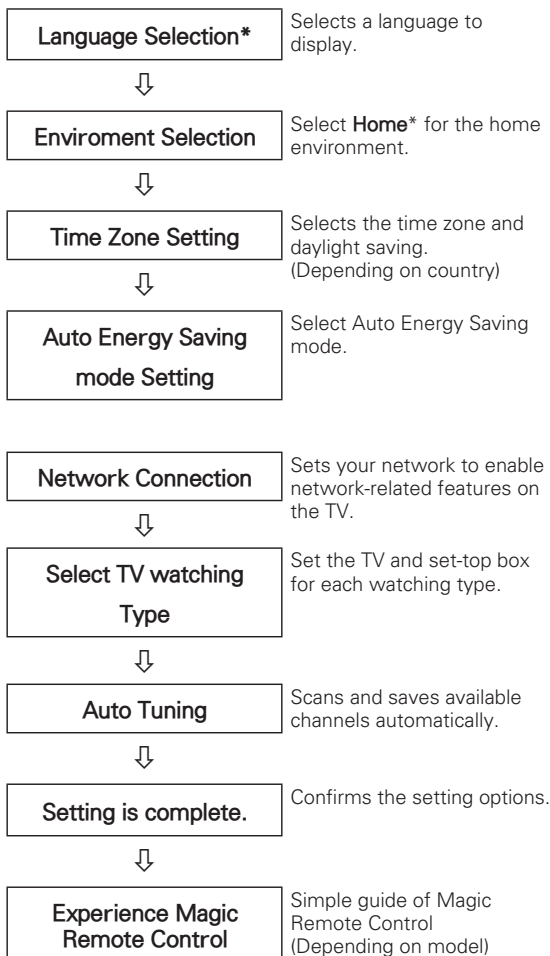 Language Selection*
Selects a language to
display.
Enviroment Selection
Select Home* for the home
environment.
Time Zone Setting
Selects the time zone and
daylight saving.
(Depending on country)
Auto Energy Saving
mode Setting
Select Auto Energy Saving
mode.
Network Connection
Sets your network to enable
network-related features on
the TV.
Select TV watching
Type
Set the TV and set-top box
for each watching type.
Auto Tuning
Scans and saves available
channels automatically.
Setting is complete.
Confirms the setting options.
Experience Magic
Remote Control
Simple guide of Magic
Remote Control
(Depending on model)